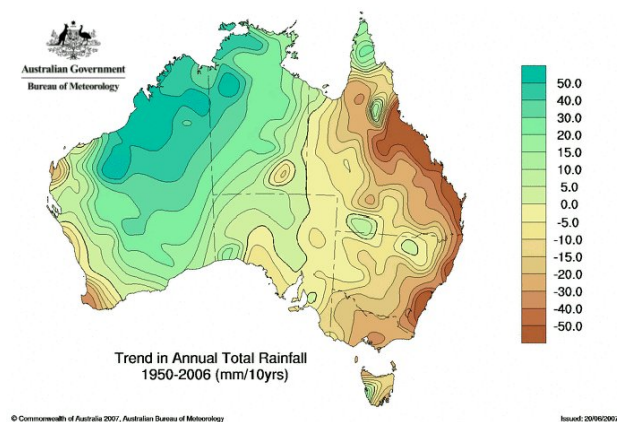 Australian Government
Bureau of Meteorology
50.0
40.0
30.0
20.0
15.0
10.0
5.0
0.0
-5.0
-10.0
-15.0
-20.0
-30.0
-40.0
-50.0
Trend in Annual Total Rainfall
1950-2006 (mm/10yrs)
© Commonwealth of Australia 2007, Australian Bureau of Meteorology
Issued: 20/06/2007